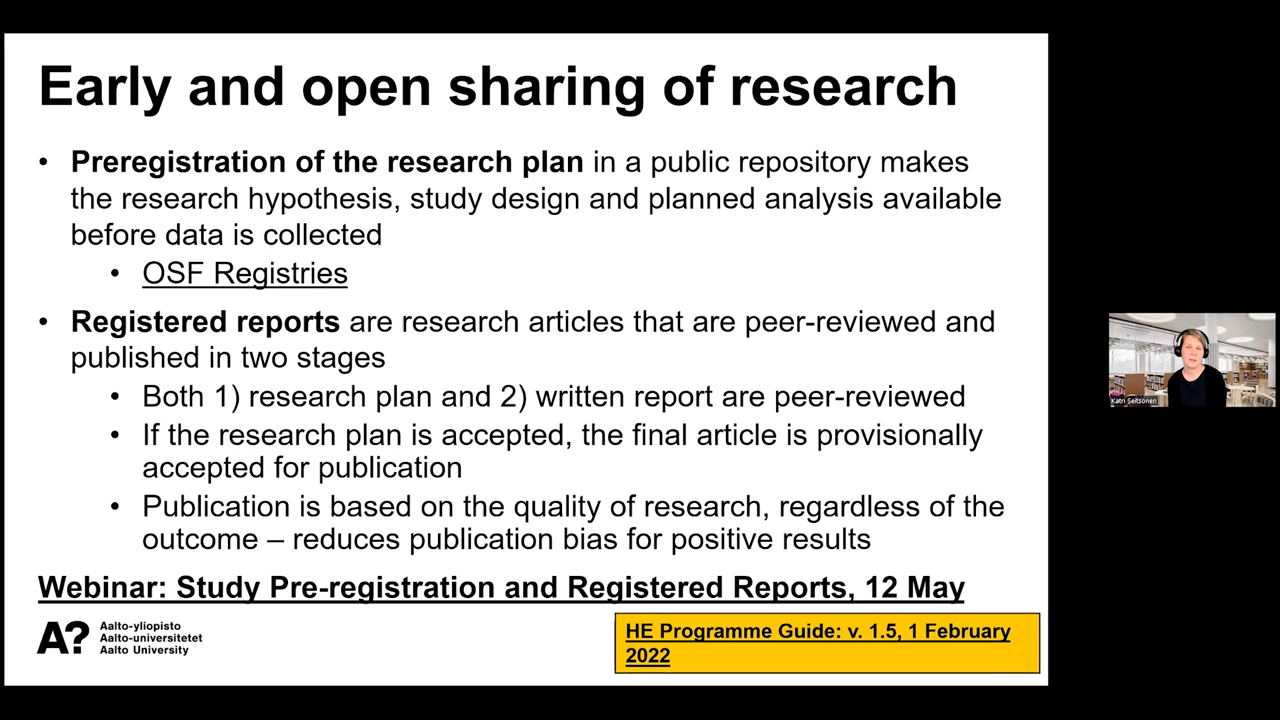 Early and open sharing of research
• Preregistration of the research plan in a public repository makes
the research hypothesis, study design and planned analysis available
before data is collected
• OSF Registries
• Registered reports are research articles that are peer-reviewed and
published in two stages
• Both 1) research plan and 2) written report are peer-reviewed
• If the research plan is accepted, the final article is provisionally
accepted for publication
• Publication is based on the quality of research, regardless of the
outcome – reduces publication bias for positive results
Webinar: Study Pre-registration and Registered Reports, 12 May
A?
Aalto-yliopisto
Aalto-universitetet
Aalto University
HE Programme Guide: v. 1.5, 1 February
2022
Katri Seitsonen